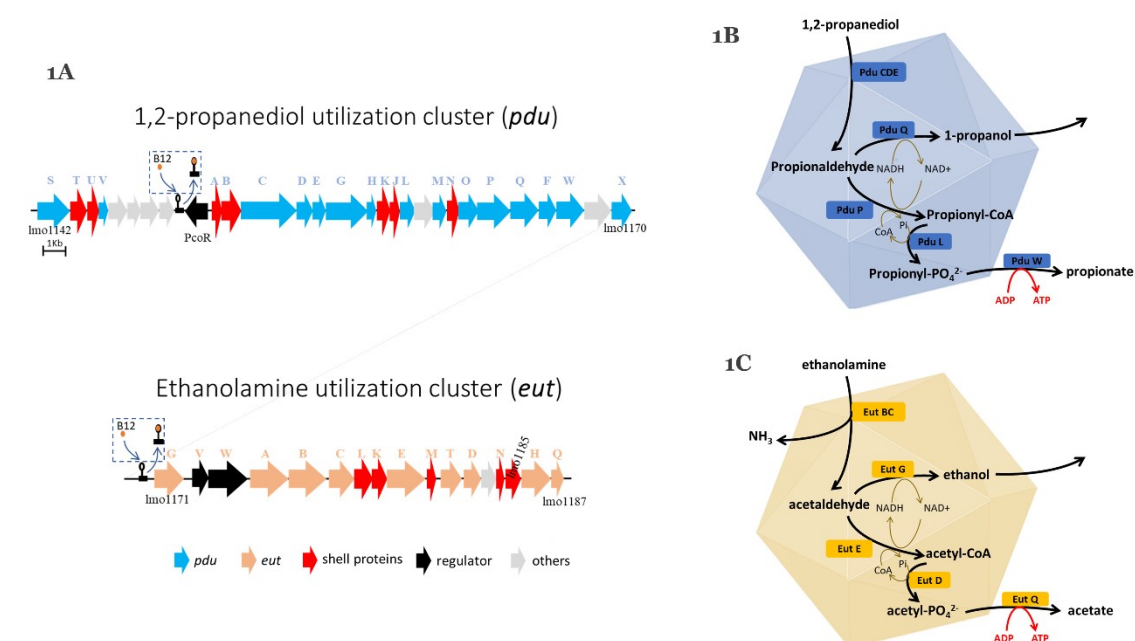 1A
1,2-propanediol utilization cluster (pdu)
B12
S T U V A B C D E G H K J L M N O P Q F W X
lmo1142 PcoR lmo1170
1Kb
Ethanolamine utilization cluster (eut)
B12
G V W A B C L K E M T D N lmo1185 H Q
lmo1171 lmo1187
pdu eut shell proteins regulator others
1B
1,2-propanediol
Pdu CDE
Pdu Q
1-propanol
Propionaldehyde
NADH NAD+
Pdu P
Propionyl-CoA
CoA Pi
Pdu L
Propionyl-PO₄²⁻
Pdu W
propionate
ADP ATP
1C
ethanolamine
Eut BC
NH₃
Eut G
ethanol
acetaldehyde
NADH NAD+
Eut E
acetyl-CoA
CoA Pi
Eut D
acetyl-PO₄²⁻
Eut Q
acetate
ADP ATP